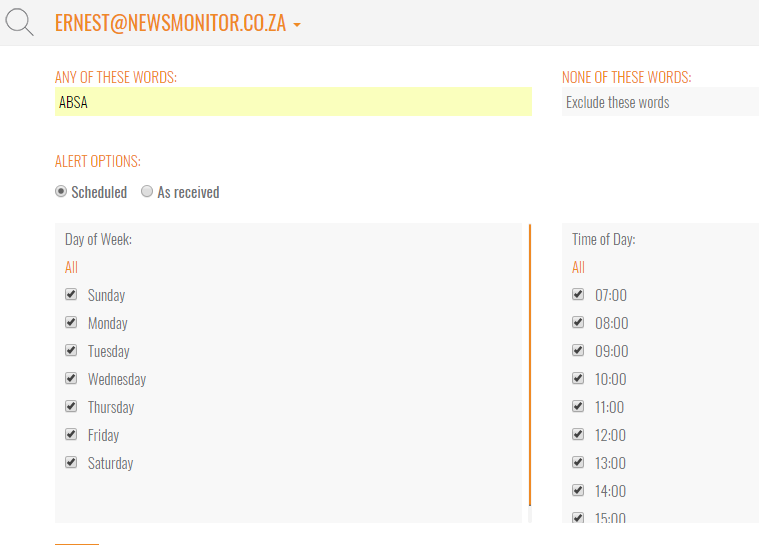 ERNEST@NEWSMONITOR.CO.ZA
ANY OF THESE WORDS:
ABSA
NONE OF THESE WORDS:
Exclude these words
ALERT OPTIONS:
Scheduled As received
Day of Week:
All
Sunday
Monday
Tuesday
Wednesday
Thursday
Friday
Saturday
Time of Day:
All
07:00
08:00
09:00
10:00
11:00
12:00
13:00
14:00
15:00